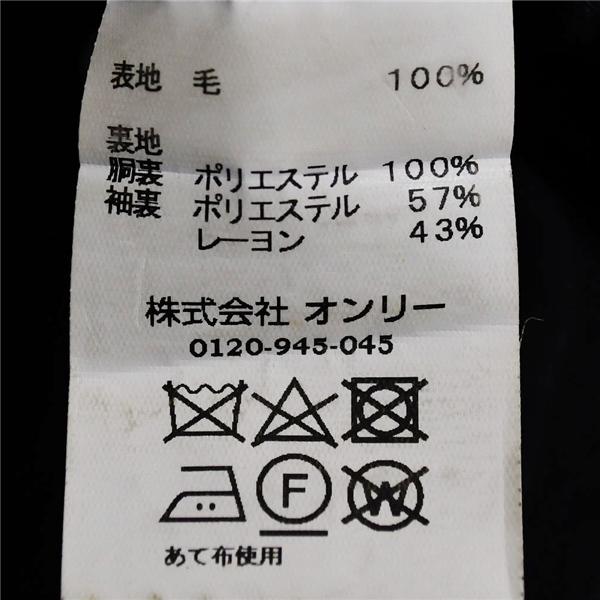 表地 毛 100%
裏地
胴裏 ポリエステル 100%
袖裏 ポリエステル 57%
レーヨン 43%
株式会社 オンリー
0120-945-045
F W
あて布使用